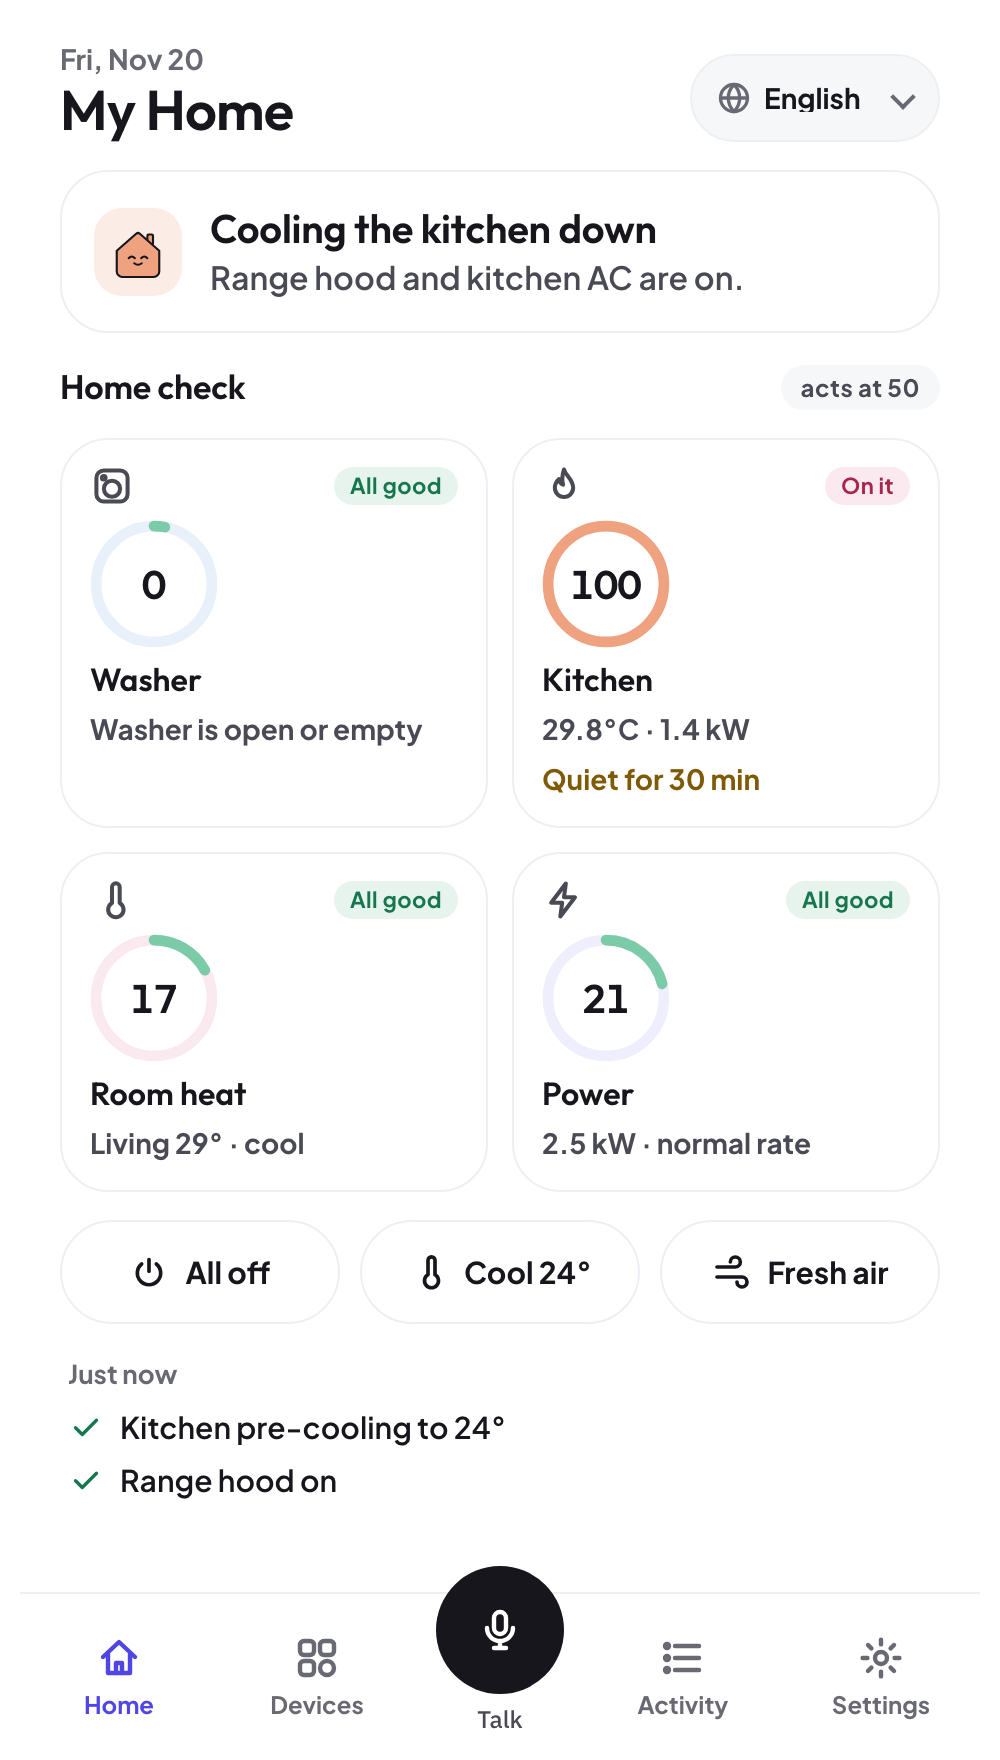 Fri, Nov 20
My Home
English
Cooling the kitchen down
Range hood and kitchen AC are on.
Home check
acts at 50
All good
0
Washer
Washer is open or empty
On it
100
Kitchen
29.8°C · 1.4 kW
Quiet for 30 min
All good
17
Room heat
Living 29° · cool
All good
21
Power
2.5 kW · normal rate
All off
Cool 24°
Fresh air
Just now
Kitchen pre-cooling to 24°
Range hood on
Home
Devices
Talk
Activity
Settings